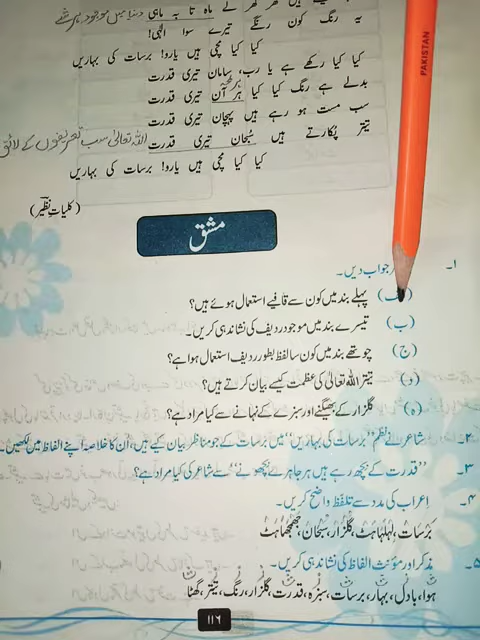 یہ رنگ کون رنگے تیرے سوا الٰہی!
کیا کیا مچی ہیں یارو! برسات کی بہاریں
کیا کیا رکھے ہے یا رب، سامان تیری قدرت
بدلے ہے رنگ کیا کیا ہر آن تیری قدرت
سب مست ہو رہے ہیں پہچان تیری قدرت
تیتر پکارتے ہیں سُبحان تیری قدرت
کیا کیا مچی ہیں یارو! برسات کی بہاریں
(کلیاتِ نظیر)
مشق
۱۔ جواب دیں۔
پہلے بند میں کون سے قافیے استعمال ہوئے ہیں؟
(ب) تیسرے بند میں موجود ردیف کی نشاندہی کریں۔
(ج) چوتھے بند میں کون سا لفظ بطور ردیف استعمال ہوا ہے؟
(د) تیتر اللہ تعالیٰ کی عظمت کیسے بیان کرتے ہیں؟
(ہ) گلزار کے بھیگنے اور سبزے کے نہانے سے کیا مراد ہے؟
۲۔ شاعر نے نظم ”برسات کی بہاریں“ میں برسات کے جو مناظر بیان کیے ہیں، اُن کا خلاصہ اپنے الفاظ میں لکھیں۔
۳۔ ”قدرت کے بچھ رہے ہیں ہر جا ہرے بچھونے“ سے شاعر کی کیا مراد ہے؟
۴۔ اِعراب کی مدد سے تلفظ واضح کریں۔
برسات، لہلہاہٹ، گلزار، سبحان، جھمجھماہٹ
۵۔ مذکر اور مؤنث الفاظ کی نشاندہی کریں۔
ہوا، بادل، بہار، برسات، سبزہ، قدرت، گلزار، رنگ، تیتر، گھٹا
۱۱۶
PAKISTAN